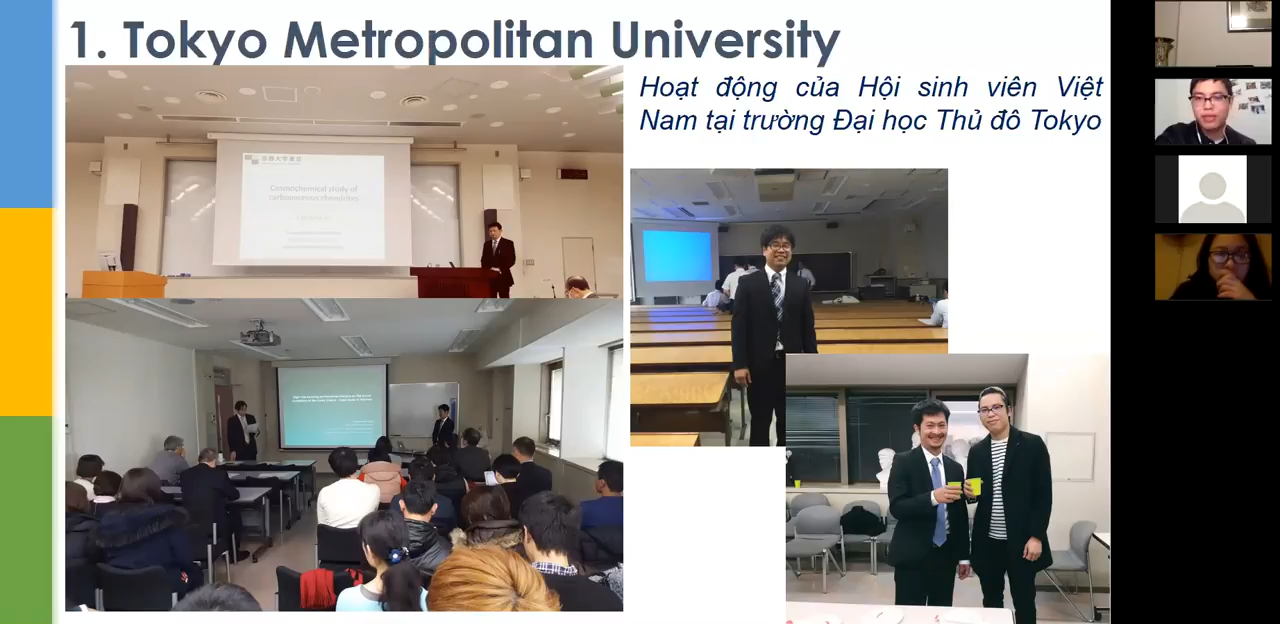 1. Tokyo Metropolitan University
Hoạt động của Hội sinh viên Việt
Nam tại trường Đại học Thủ đô Tokyo
Cosmochemical study of
carbonaceous chondrites